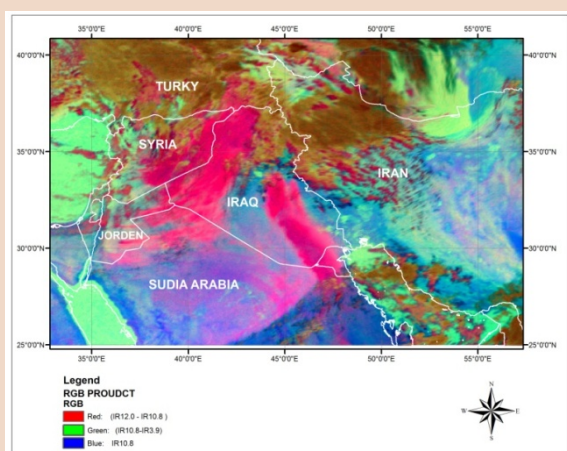 35°0'0"E 40°0'0"E 45°0'0"E 50°0'0"E 55°0'0"E
40°0'0"N 40°0'0"N
TURKY
35°0'0"N SYRIA IRAN 35°0'0"N
IRAQ
30°0'0"N JORDEN 30°0'0"N
SUDIA ARABIA
25°0'0"N 25°0'0"N
35°0'0"E 40°0'0"E 45°0'0"E 50°0'0"E 55°0'0"E
Legend
RGB PROUDCT
RGB
Red: (IR12.0 - IR10.8 )
Green: (IR10.8-IR3.9)
Blue: IR10.8
N
W E
S